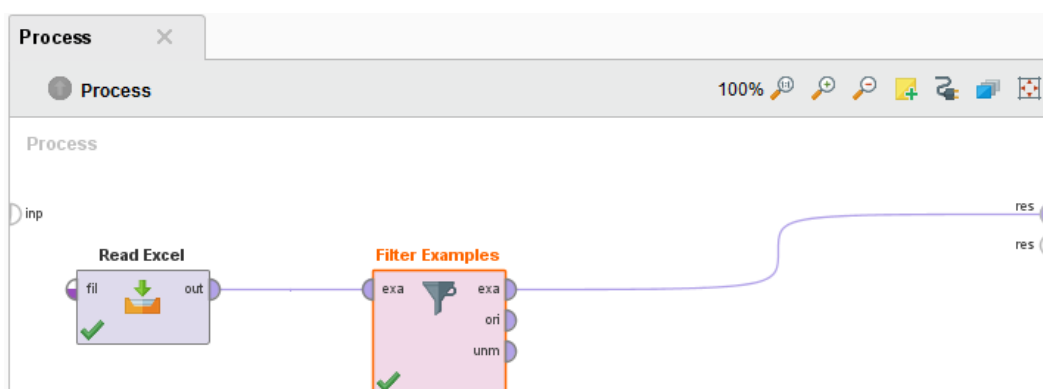 Process
Process
100%
Process
inp
res
res
Read Excel
fil
out
Filter Examples
exa
exa
ori
unm